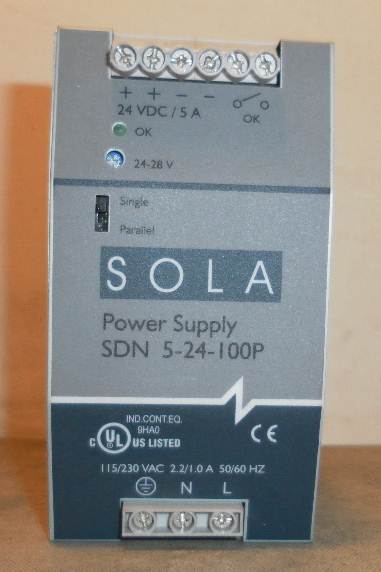 + + – –
24 VDC / 5 A
OK
OK
24-28 V
Single
Parallel
SOLA
Power Supply
SDN 5-24-100P
IND.CONT.EQ.
9HA0
C UL US LISTED
CE
115/230 VAC 2.2/1.0 A 50/60 HZ
N L